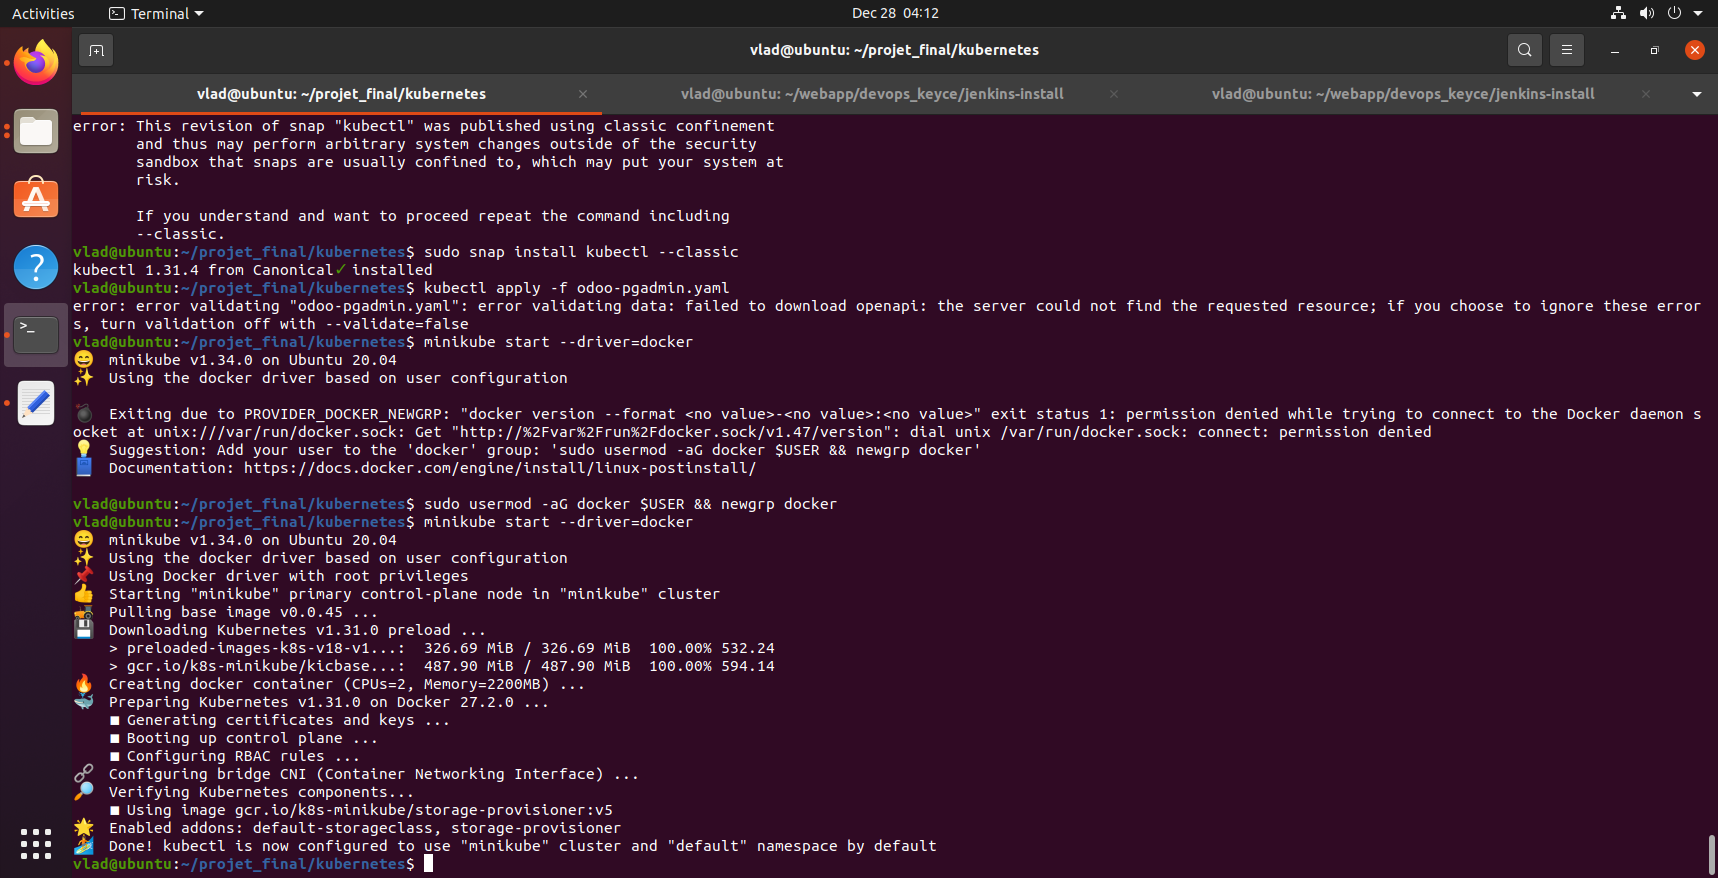 Activities
Terminal
Dec 28 04:12
vlad@ubuntu: ~/projet_final/kubernetes
vlad@ubuntu: ~/projet_final/kubernetes
vlad@ubuntu: ~/webapp/devops_keyce/jenkins-install
vlad@ubuntu: ~/webapp/devops_keyce/jenkins-install
error: This revision of snap "kubectl" was published using classic confinement
and thus may perform arbitrary system changes outside of the security
sandbox that snaps are usually confined to, which may put your system at
risk.
If you understand and want to proceed repeat the command including
--classic.
vlad@ubuntu:~/projet_final/kubernetes$ sudo snap install kubectl --classic
kubectl 1.31.4 from Canonical✓ installed
vlad@ubuntu:~/projet_final/kubernetes$ kubectl apply -f odoo-pgadmin.yaml
error: error validating "odoo-pgadmin.yaml": error validating data: failed to download openapi: the server could not find the requested resource; if you choose to ignore these error
s, turn validation off with --validate=false
vlad@ubuntu:~/projet_final/kubernetes$ minikube start --driver=docker
minikube v1.34.0 on Ubuntu 20.04
Using the docker driver based on user configuration
Exiting due to PROVIDER_DOCKER_NEWGRP: "docker version --format <no value>-<no value>:<no value>" exit status 1: permission denied while trying to connect to the Docker daemon s
ocket at unix:///var/run/docker.sock: Get "http://%2Fvar%2Frun%2Fdocker.sock/v1.47/version": dial unix /var/run/docker.sock: connect: permission denied
Suggestion: Add your user to the 'docker' group: 'sudo usermod -aG docker $USER && newgrp docker'
Documentation: https://docs.docker.com/engine/install/linux-postinstall/
vlad@ubuntu:~/projet_final/kubernetes$ sudo usermod -aG docker $USER && newgrp docker
vlad@ubuntu:~/projet_final/kubernetes$ minikube start --driver=docker
minikube v1.34.0 on Ubuntu 20.04
Using the docker driver based on user configuration
Using Docker driver with root privileges
Starting "minikube" primary control-plane node in "minikube" cluster
Pulling base image v0.0.45 ...
Downloading Kubernetes v1.31.0 preload ...
> preloaded-images-k8s-v18-v1...:  326.69 MiB / 326.69 MiB  100.00% 532.24
> gcr.io/k8s-minikube/kicbase...:  487.90 MiB / 487.90 MiB  100.00% 594.14
Creating docker container (CPUs=2, Memory=2200MB) ...
Preparing Kubernetes v1.31.0 on Docker 27.2.0 ...
■ Generating certificates and keys ...
■ Booting up control plane ...
■ Configuring RBAC rules ...
Configuring bridge CNI (Container Networking Interface) ...
Verifying Kubernetes components...
■ Using image gcr.io/k8s-minikube/storage-provisioner:v5
Enabled addons: default-storageclass, storage-provisioner
Done! kubectl is now configured to use "minikube" cluster and "default" namespace by default
vlad@ubuntu:~/projet_final/kubernetes$